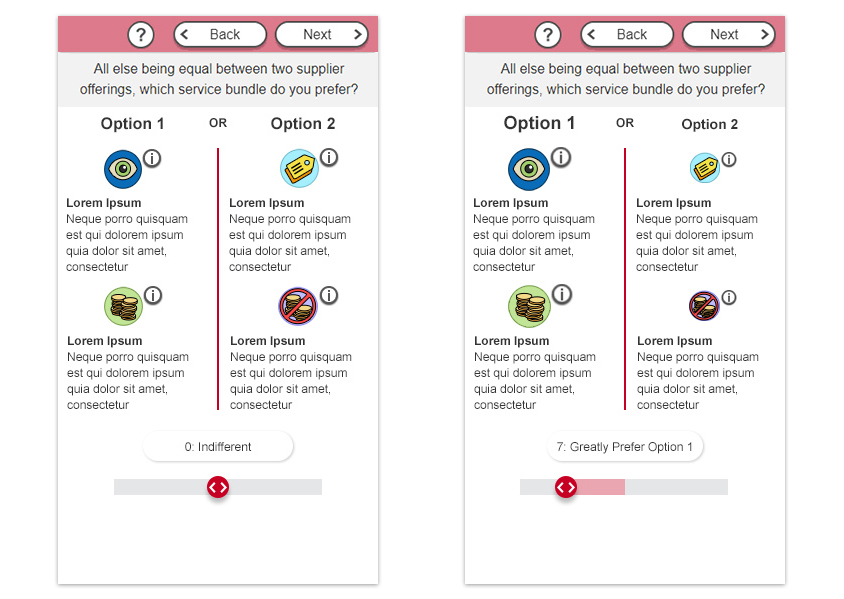 ? Back Next
All else being equal between two supplier
offerings, which service bundle do you prefer?
Option 1 OR Option 2
i i
Lorem Ipsum
Neque porro quisquam
est qui dolorem ipsum
quia dolor sit amet,
consectetur
Lorem Ipsum
Neque porro quisquam
est qui dolorem ipsum
quia dolor sit amet,
consectetur
i i
Lorem Ipsum
Neque porro quisquam
est qui dolorem ipsum
quia dolor sit amet,
consectetur
Lorem Ipsum
Neque porro quisquam
est qui dolorem ipsum
quia dolor sit amet,
consectetur
0: Indifferent
? Back Next
All else being equal between two supplier
offerings, which service bundle do you prefer?
Option 1 OR Option 2
i i
Lorem Ipsum
Neque porro quisquam
est qui dolorem ipsum
quia dolor sit amet,
consectetur
Lorem Ipsum
Neque porro quisquam
est qui dolorem ipsum
quia dolor sit amet,
consectetur
i i
Lorem Ipsum
Neque porro quisquam
est qui dolorem ipsum
quia dolor sit amet,
consectetur
Lorem Ipsum
Neque porro quisquam
est qui dolorem ipsum
quia dolor sit amet,
consectetur
7: Greatly Prefer Option 1